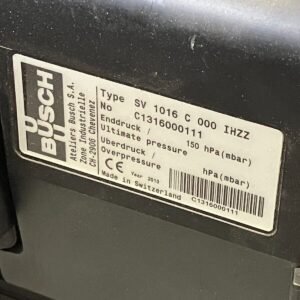 BUSCH
Ateliers Busch S.A.
Zone Industrielle
CH-2906 Chevenez
Type SV 1016 C 000 IHZZ
No C1316000111
Enddruck /
Ultimate pressure 150 hPa(mbar)
Überdruck /
Overpressure hPa(mbar)
CE Year 2013
Made in Switzerland
C1316000111